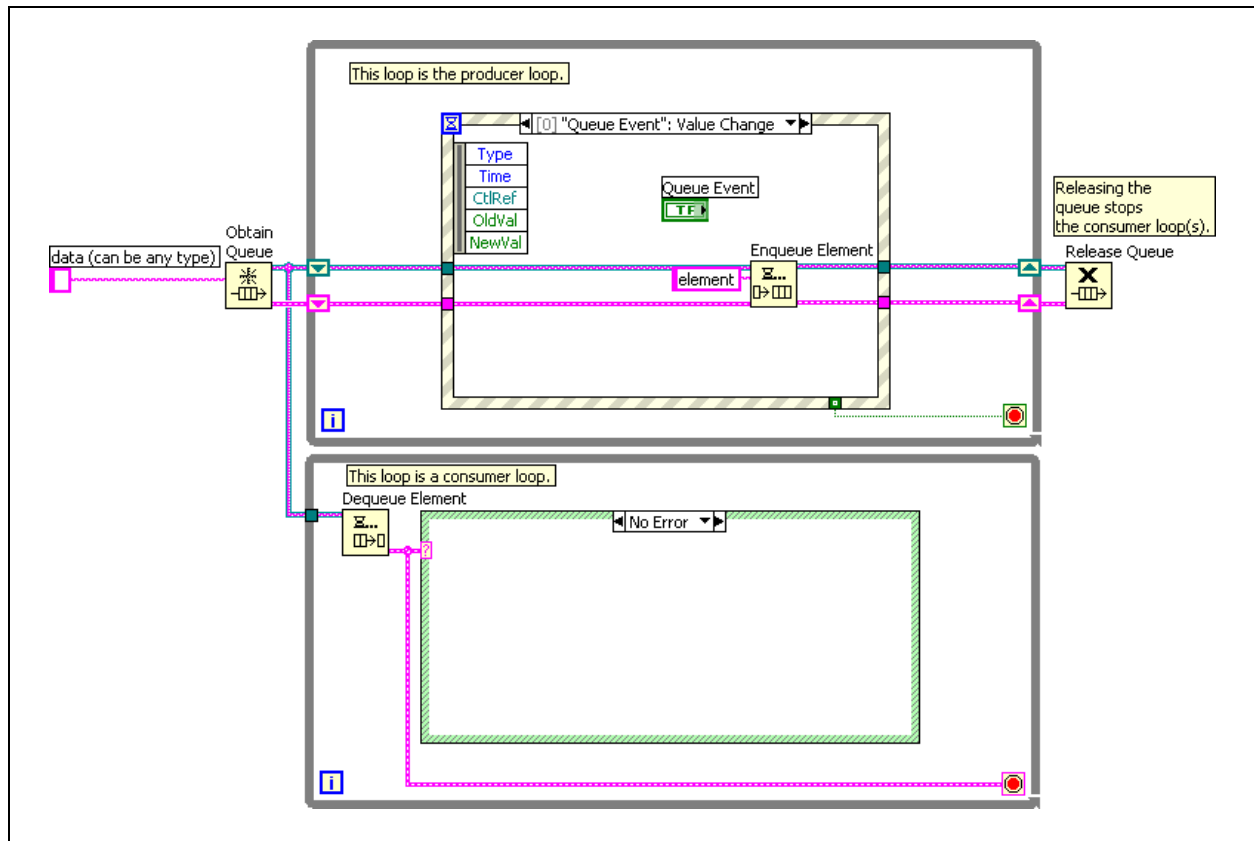 This loop is the producer loop.
[0] "Queue Event": Value Change
Type
Time
CtlRef
OldVal
NewVal
Queue Event
TF
Releasing the
queue stops
the consumer loop(s).
Obtain
Queue
data (can be any type)
Enqueue Element
element
Release Queue
i
This loop is a consumer loop.
Dequeue Element
No Error
?
i